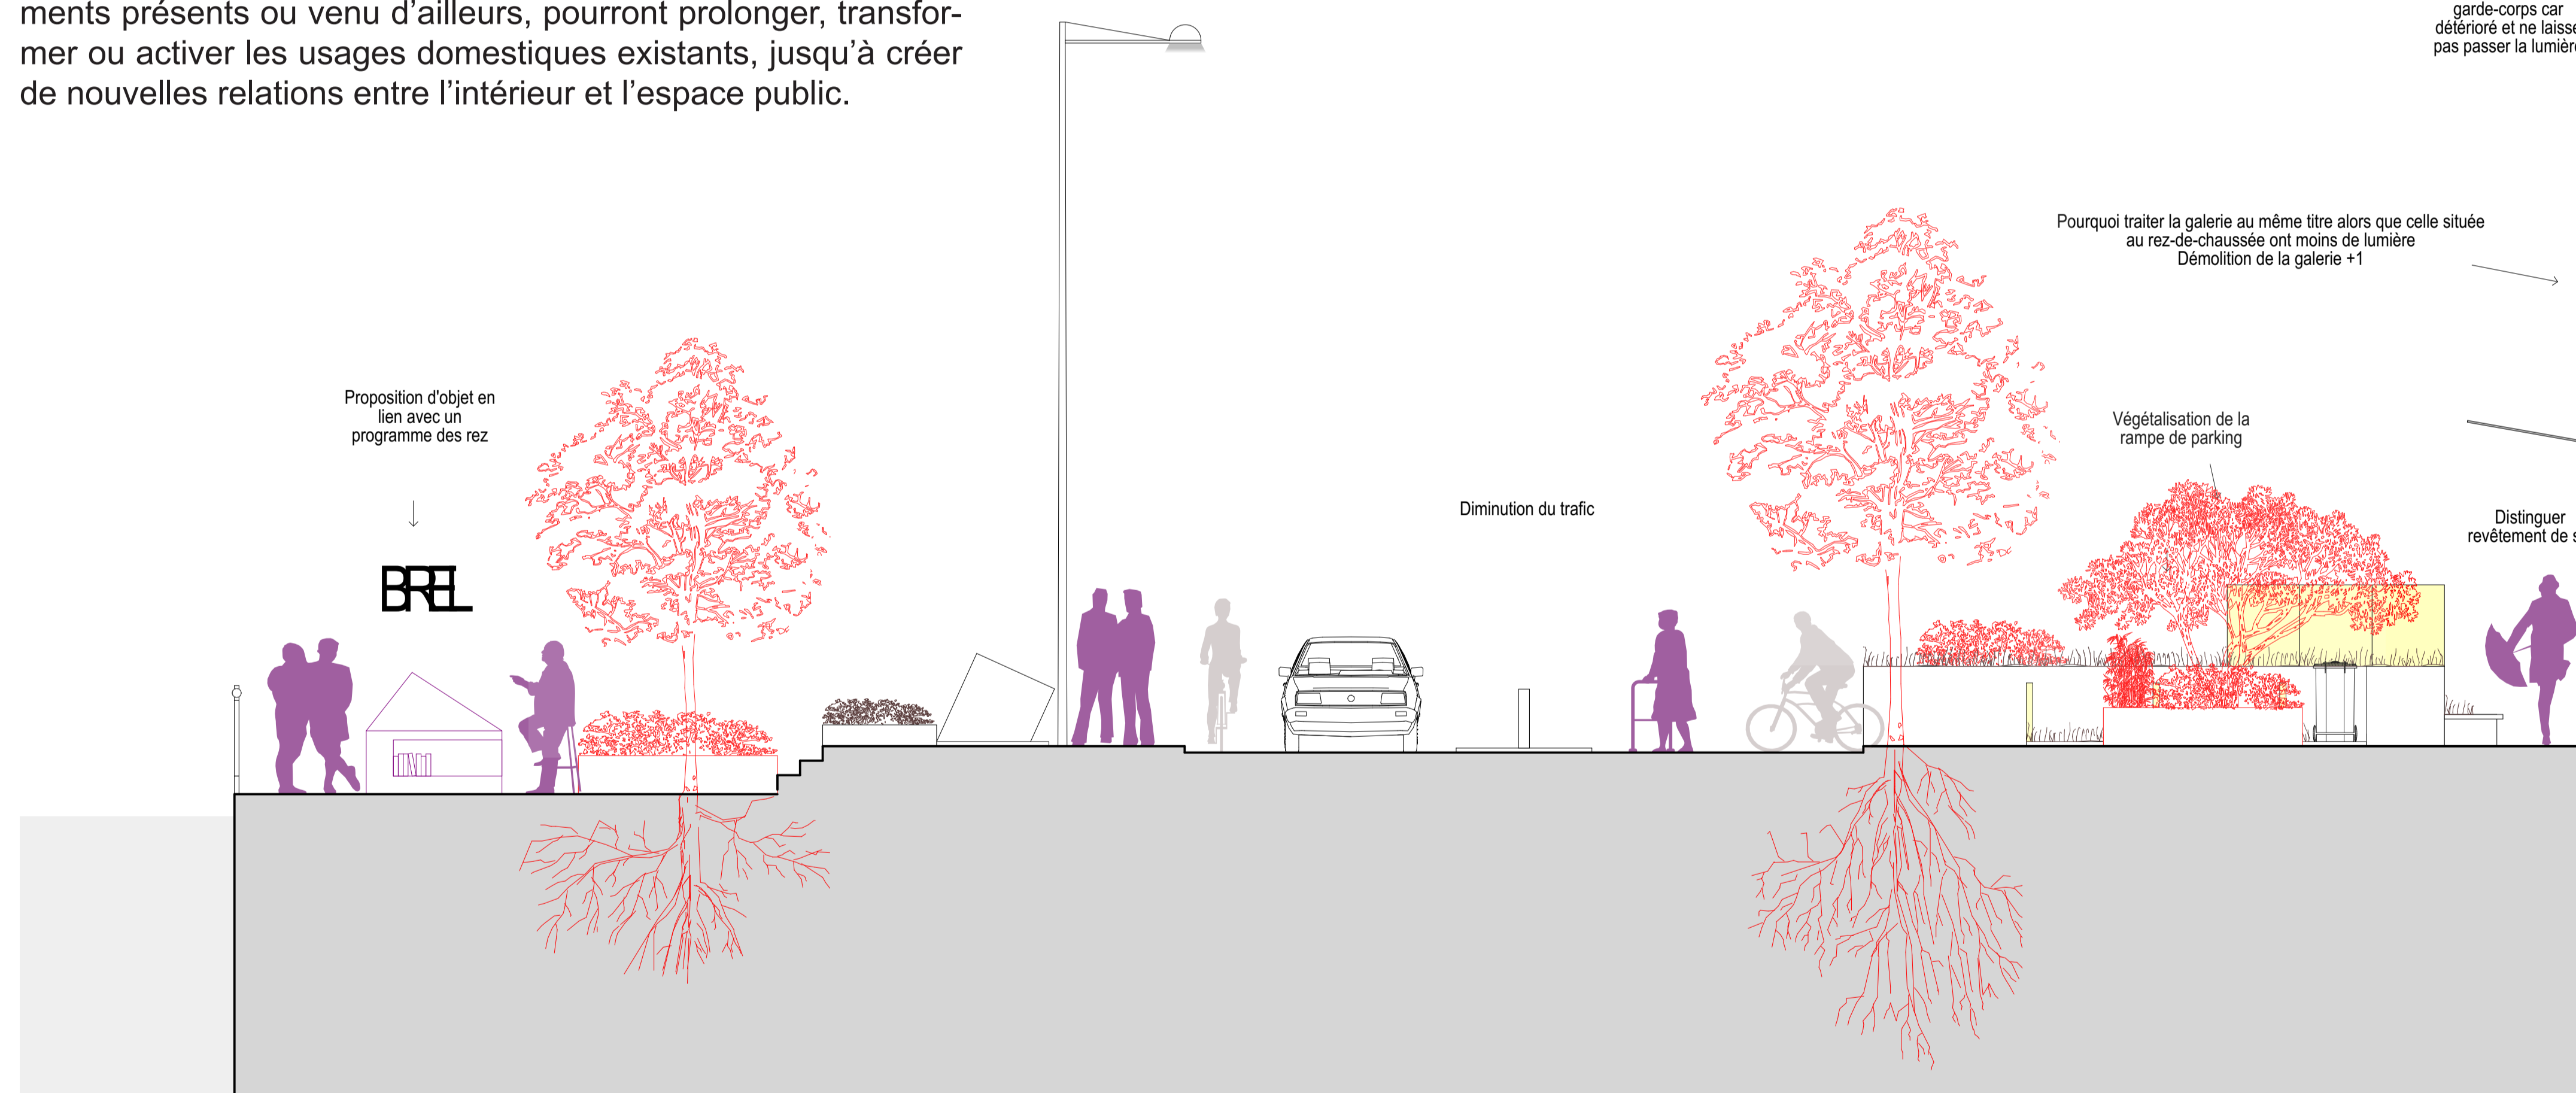 ments présents ou venu d'ailleurs, pourront prolonger, transfor-
mer ou activer les usages domestiques existants, jusqu'à créer
de nouvelles relations entre l'intérieur et l'espace public.
garde-corps car
détérioré et ne laisse
pas passer la lumière
Pourquoi traiter la galerie au même titre alors que celle située
au rez-de-chaussée ont moins de lumière
Démolition de la galerie +1
Proposition d'objet en
lien avec un
programme des rez
Végétalisation de la
rampe de parking
Diminution du trafic
Distinguer
revêtement de s
BREL